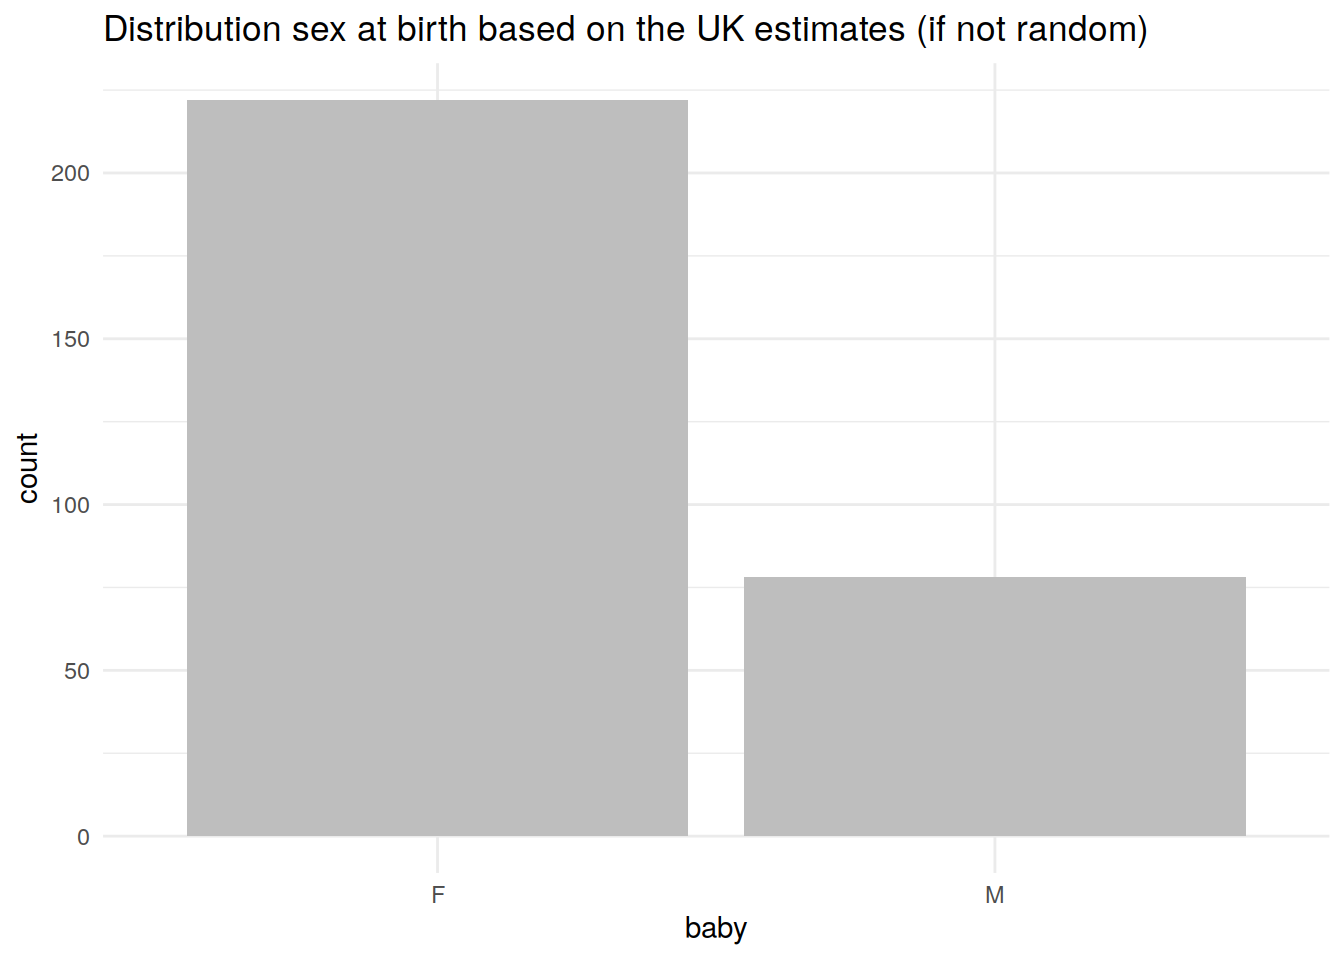 Distribution sex at birth based on the UK estimates (if not random)
200
150
100
50
0
count
F
M
baby